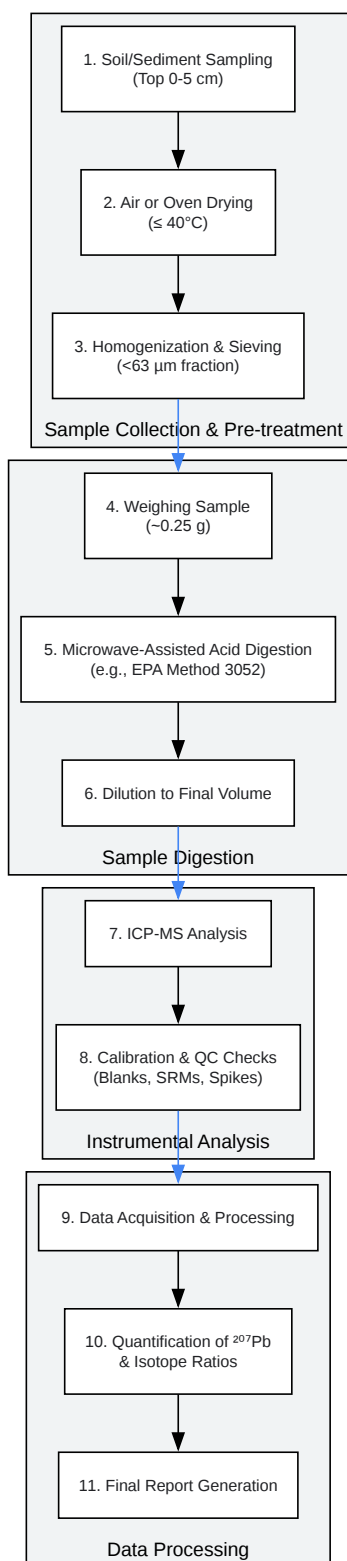 1. Soil/Sediment Sampling
(Top 0-5 cm)
2. Air or Oven Drying
(≤ 40°C)
3. Homogenization & Sieving
(<63 µm fraction)
Sample Collection & Pre-treatment
4. Weighing Sample
(~0.25 g)
5. Microwave-Assisted Acid Digestion
(e.g., EPA Method 3052)
6. Dilution to Final Volume
Sample Digestion
7. ICP-MS Analysis
8. Calibration & QC Checks
(Blanks, SRMs, Spikes)
Instrumental Analysis
9. Data Acquisition & Processing
10. Quantification of ²⁰⁷Pb
& Isotope Ratios
11. Final Report Generation
Data Processing